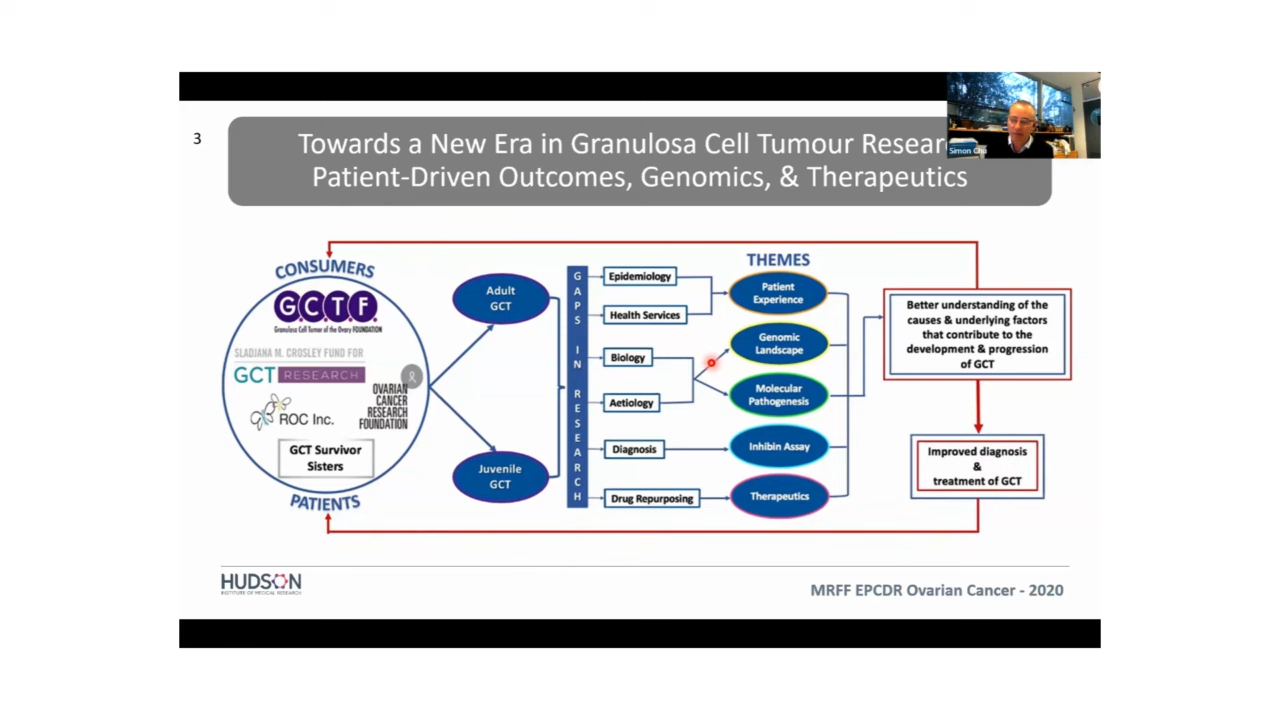 3
Towards a New Era in Granulosa Cell Tumour Resear
Patient-Driven Outcomes, Genomics, & Therapeutics
Simon Chu
CONSUMERS
G.C.T.F.
Granulosa Cell Tumor of the Ovary FOUNDATION
SLADJANA M. CROSLEY FUND FOR
GCT RESEARCH
ROC Inc.
OVARIAN
CANCER
RESEARCH
FOUNDATION
GCT Survivor
Sisters
PATIENTS
Adult
GCT
Juvenile
GCT
GAPS IN RESEARCH
Epidemiology
Health Services
Biology
Aetiology
Diagnosis
Drug Repurposing
THEMES
Patient
Experience
Genomic
Landscape
Molecular
Pathogenesis
Inhibin Assay
Therapeutics
Better understanding of the
causes & underlying factors
that contribute to the
development & progression
of GCT
Improved diagnosis
&
treatment of GCT
HUDSON
INSTITUTE OF MEDICAL RESEARCH
MRFF EPCDR Ovarian Cancer - 2020